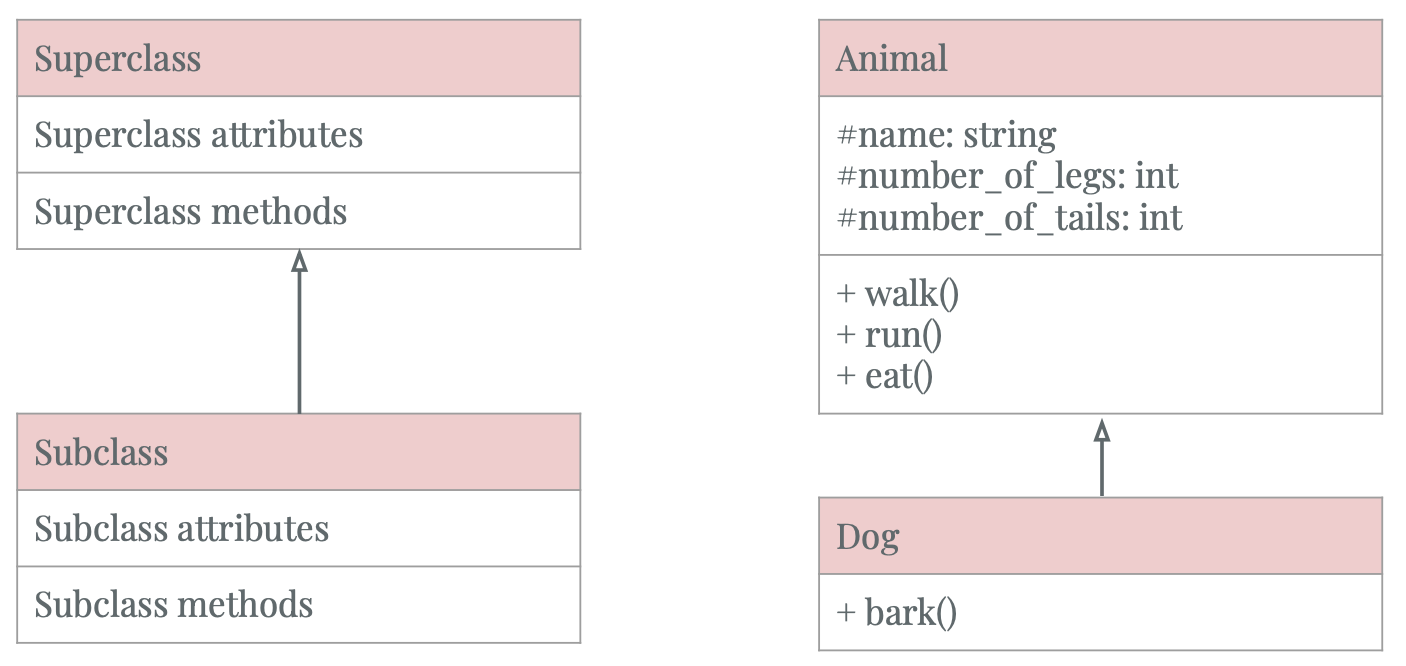 Superclass
Superclass attributes
Superclass methods
Subclass
Subclass attributes
Subclass methods
Animal
#name: string
#number_of_legs: int
#number_of_tails: int
+ walk()
+ run()
+ eat()
Dog
+ bark()